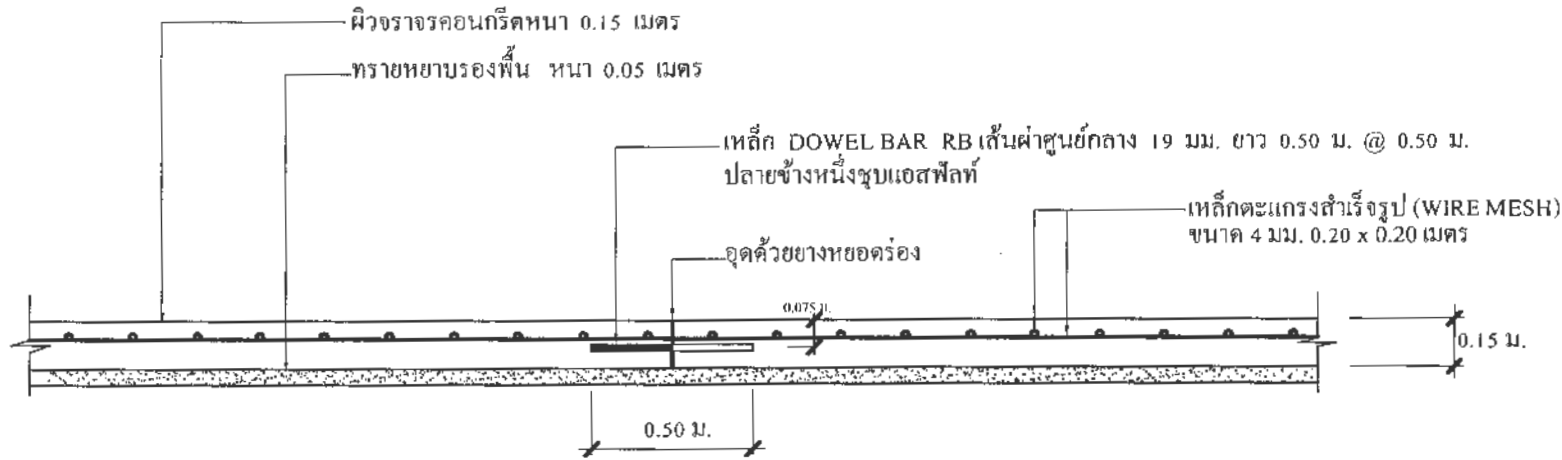 ผิวจราจรคอนกรีตหนา 0.15 เมตร
ทรายหยาบรองพื้น หนา 0.05 เมตร
เหล็ก DOWEL BAR RB เส้นผ่าศูนย์กลาง 19 มม. ยาว 0.50 ม. @ 0.50 ม.
ปลายข้างหนึ่งชุบแอสฟัลท์
เหล็กตะแกรงสำเร็จรูป (WIRE MESH)
ขนาด 4 มม. 0.20 x 0.20 เมตร
อุดด้วยยางหยอดร่อง
0.075 ม.
0.15 ม.
0.50 ม.